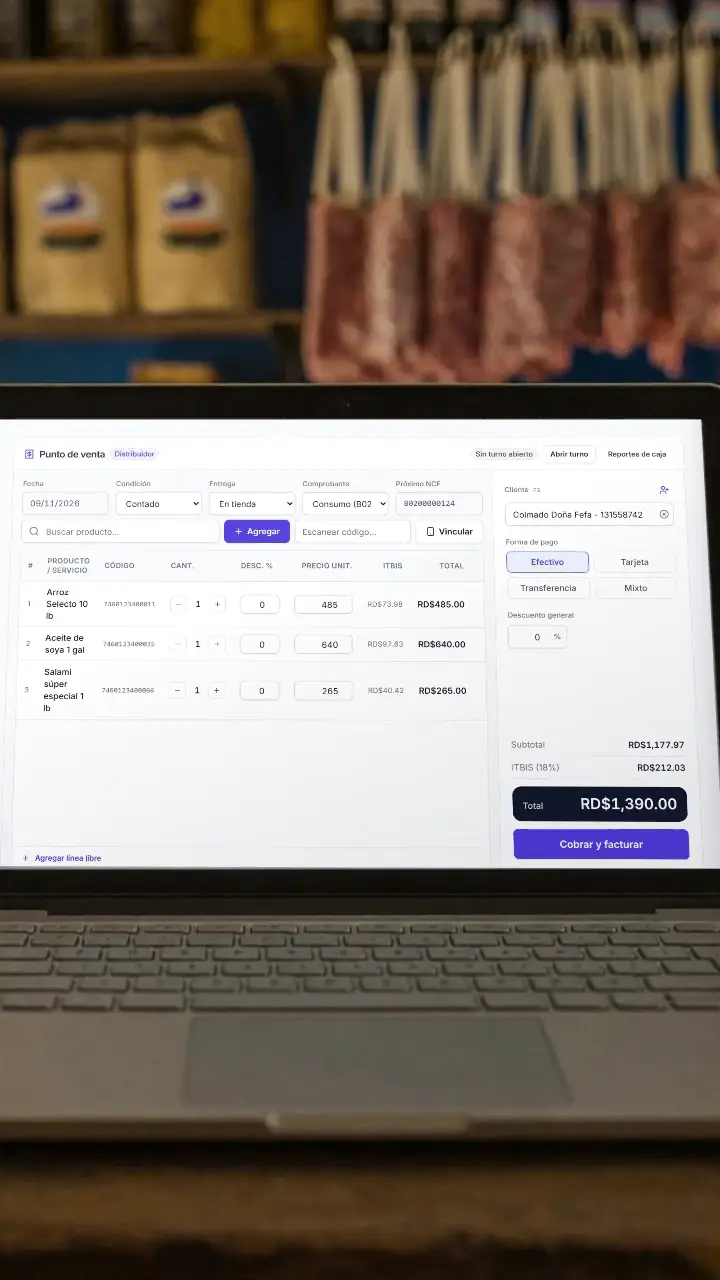 Punto de venta Distribuidor Sin turno abierto Abrir turno Reportes de caja
Fecha Condición Entrega Comprobante Próximo NCF
09/11/2026 Contado En tienda Consumo (B02 B0200000124
Buscar producto... + Agregar Escanear código... Vincular
# PRODUCTO / SERVICIO CÓDIGO CANT. DESC. % PRECIO UNIT. ITBIS TOTAL
1 Arroz Selecto 10 lb 7460123400011 − 1 + 0 485 RD$73.98 RD$485.00
2 Aceite de soya 1 gal 7460123400035 − 1 + 0 640 RD$97.63 RD$640.00
3 Salami súper especial 1 lb 7460123400066 − 1 + 0 265 RD$40.42 RD$265.00
+ Agregar línea libre
Cliente F3
Colmado Doña Fefa - 131558742
Forma de pago
Efectivo Tarjeta
Transferencia Mixto
Descuento general
0 %
Subtotal RD$1,177.97
ITBIS (18%) RD$212.03
Total RD$1,390.00
Cobrar y facturar